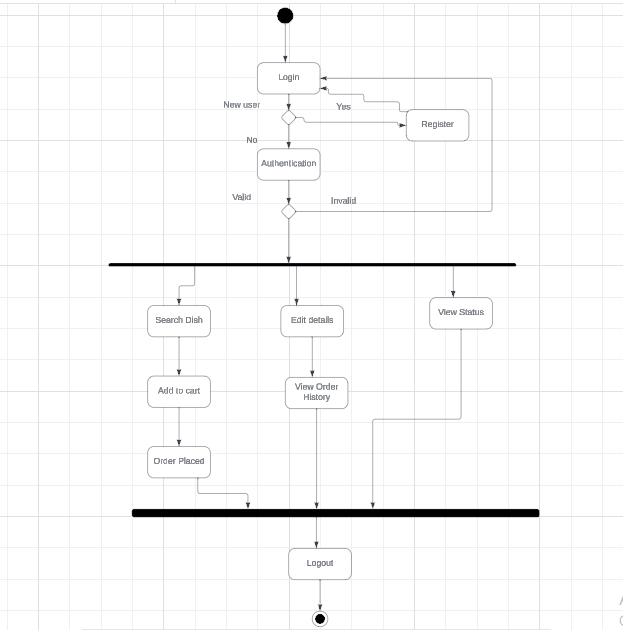 Login
New user
Yes
Register
No
Authentication
Valid
Invalid
Search Dish
Edit details
View Status
Add to cart
View Order
History
Order Placed
Logout